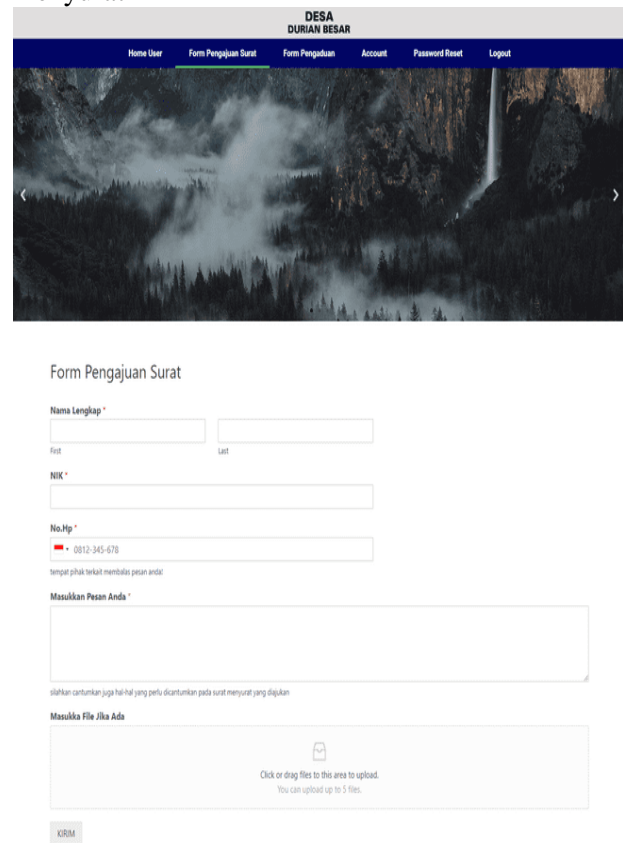 DESA
DURIAN BESAR
Home User Form Pengajuan Surat Form Pengaduan Account Password Reset Logout
Form Pengajuan Surat
Nama Lengkap *
First Last
NIK *
No.Hp *
0812-345-678
tempat pihak terkait membalas pesan anda!
Masukkan Pesan Anda *
silahkan cantumkan juga hal-hal yang perlu dicantumkan pada surat menyurat yang diajukan
Masukka File Jika Ada
Click or drag files to this area to upload.
You can upload up to 5 files.
KIRIM